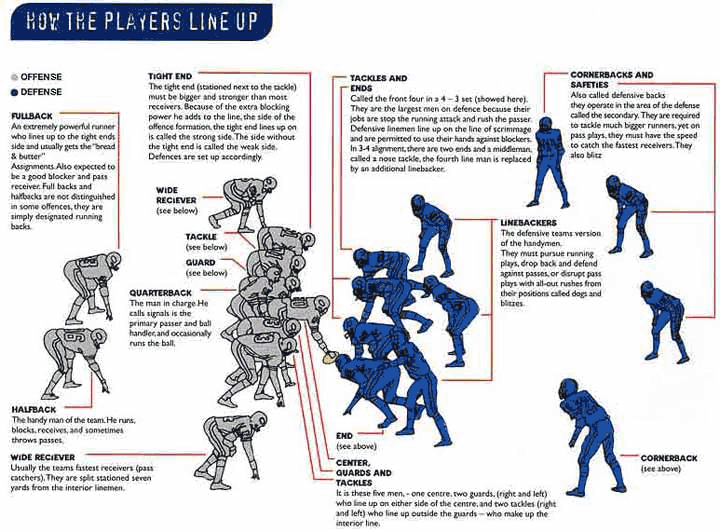 HOW THE PLAYERS LINE UP
OFFENSE
DEFENSE
FULLBACK
An extremely powerful runner
who lines up to the tight ends
side and usually gets the "bread
& butter"
Assignments. Also expected to
be a good blocker and pass
receiver. Full backs and
halfbacks are not distinguished
in some offences, they are
simply designated running
backs.
TIGHT END
The tight end (stationed next to the tackle)
must be bigger and stronger than most
receivers. Because of the extra blocking
power he adds to the line, the side of the
offence formation, the tight end lines up on
is called the strong side. The side without
the tight end is called the weak side.
Defences are set up accordingly.
WIDE
RECIEVER
(see below)
TACKLE
(see below)
GUARD
(see below)
QUARTERBACK
The man in charge. He
calls signals is the
primary passer and ball
handler, and occasionally
runs the ball.
HALFBACK
The handy man of the team. He runs,
blocks, receives, and sometimes
throws passes.
WIDE RECIEVER
Usually the teams fastest receivers (pass
catchers). They are split stationed seven
yards from the interior linemen.
TACKLES AND
ENDS
Called the front four in a 4 – 3 set (showed here).
They are the largest men on defence because their
jobs are stop the running attack and rush the passer.
Defensive linemen line up on the line of scrimmage
and are permitted to use their hands against blockers.
In 3-4 alignment, there are two ends and a middleman,
called a nose tackle, the fourth line man is replaced
by an additional linebacker.
CORNERBACKS AND
SAFETIES
Also called defensive backs
they operate in the area of the defense
called the secondary. They are required
to tackle much bigger runners, yet on
pass plays, they must have the speed
to catch the fastest receivers. They
also blitz
LINEBACKERS
The defensive teams version
of the handymen.
They must pursue running
plays, drop back and defend
against passes, or disrupt pass
plays with all-out rushes from
their positions called dogs and
blitzes.
END
(see above)
CENTER,
GUARDS AND
TACKLES
It is these five men, - one centre, two guards, (right and left)
who line up on either side of the centre, and two tackles (right
and left) who line up outside the guards – who make up the
interior line.
CORNERBACK
(see above)